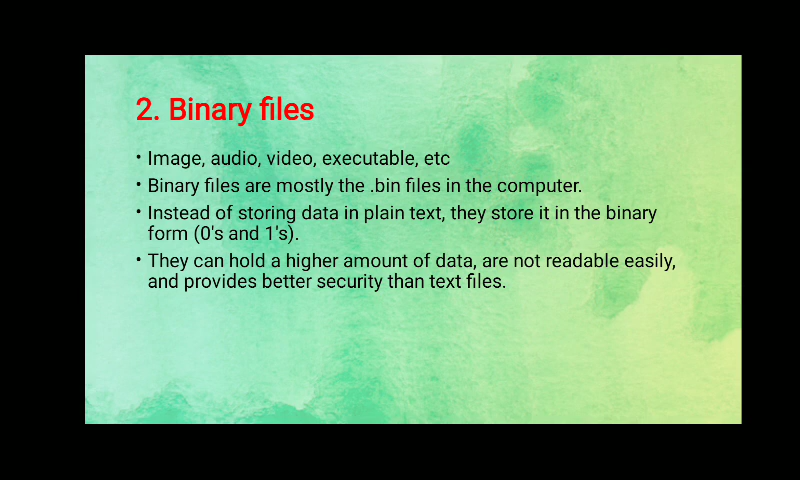 2. Binary files
• Image, audio, video, executable, etc
• Binary files are mostly the .bin files in the computer.
• Instead of storing data in plain text, they store it in the binary
form (0's and 1's).
• They can hold a higher amount of data, are not readable easily,
and provides better security than text files.